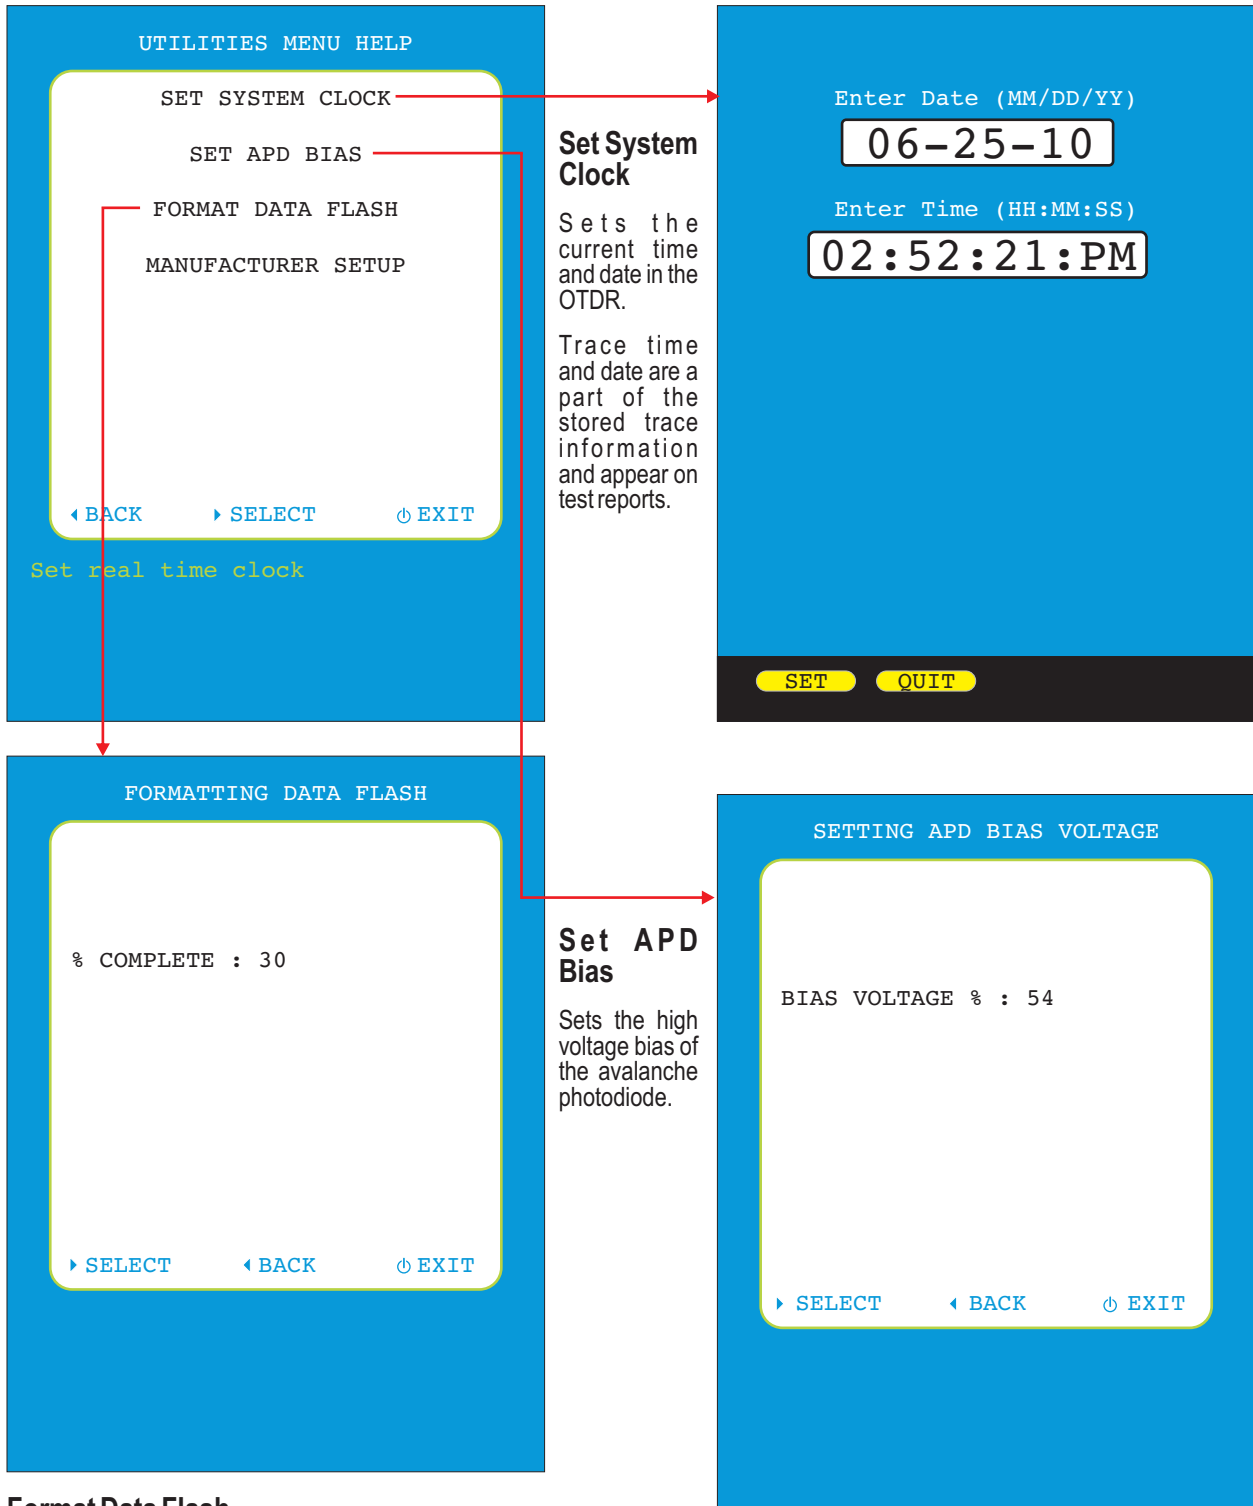 UTILITIES MENU HELP
SET SYSTEM CLOCK
SET APD BIAS
FORMAT DATA FLASH
MANUFACTURER SETUP
BACK SELECT EXIT
Set real time clock
Set System
Clock
Sets the
current time
and date in the
OTDR.
Trace time
and date are a
part of the
stored trace
information
and appear on
test reports.
Enter Date (MM/DD/YY)
06-25-10
Enter Time (HH:MM:SS)
02:52:21:PM
SET QUIT
FORMATTING DATA FLASH
% COMPLETE : 30
SELECT BACK EXIT
Set APD
Bias
Sets the high
voltage bias of
the avalanche
photodiode.
SETTING APD BIAS VOLTAGE
BIAS VOLTAGE % : 54
SELECT BACK EXIT
Format Data Flash